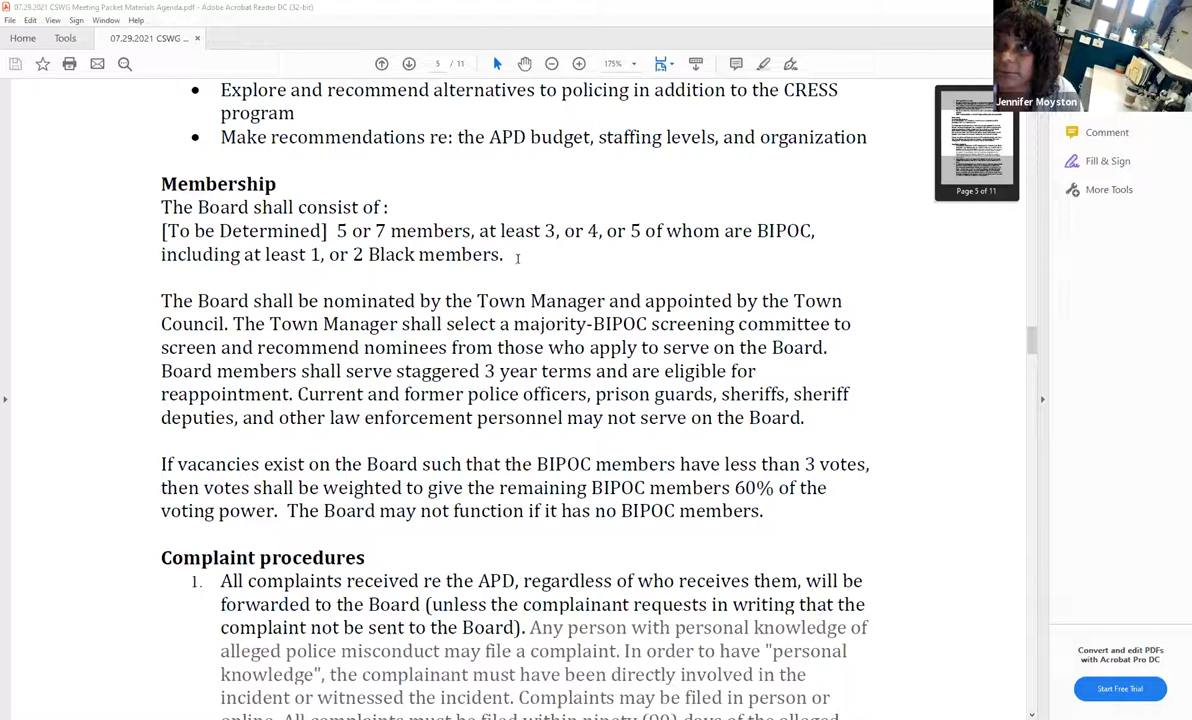 07.29.2021 CSWG Meeting Packet Materials Agenda.pdf - Adobe Acrobat Reader DC (32-bit)
File Edit View Sign Window Help
Home Tools 07.29.2021 CSWG ... ×
5 / 11 175%
Jennifer Moyston
• Explore and recommend alternatives to policing in addition to the CRESS
program
• Make recommendations re: the APD budget, staffing levels, and organization
Membership
The Board shall consist of :
[To be Determined] 5 or 7 members, at least 3, or 4, or 5 of whom are BIPOC,
including at least 1, or 2 Black members.
The Board shall be nominated by the Town Manager and appointed by the Town
Council. The Town Manager shall select a majority-BIPOC screening committee to
screen and recommend nominees from those who apply to serve on the Board.
Board members shall serve staggered 3 year terms and are eligible for
reappointment. Current and former police officers, prison guards, sheriffs, sheriff
deputies, and other law enforcement personnel may not serve on the Board.
If vacancies exist on the Board such that the BIPOC members have less than 3 votes,
then votes shall be weighted to give the remaining BIPOC members 60% of the
voting power. The Board may not function if it has no BIPOC members.
Complaint procedures
1. All complaints received re the APD, regardless of who receives them, will be
forwarded to the Board (unless the complainant requests in writing that the
complaint not be sent to the Board). Any person with personal knowledge of
alleged police misconduct may file a complaint. In order to have "personal
knowledge", the complainant must have been directly involved in the
incident or witnessed the incident. Complaints may be filed in person or
online. All complaints must be filed within ninety (90) days of the alleged
Page 5 of 11
Comment
Fill & Sign
More Tools
Convert and edit PDFs
with Acrobat Pro DC
Start Free Trial